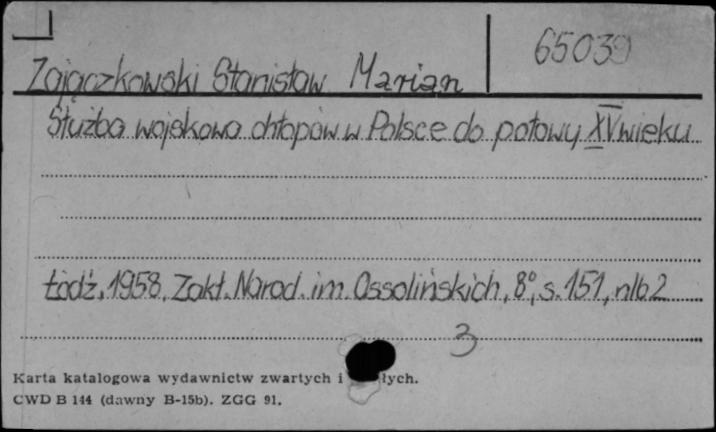 65039
Zajączkowski Stanisław Marian
Służba wojskowa chłopów w Polsce do połowy XV wieku
Łódź, 1958, Zakł. Narod. im. Ossolińskich, 8°, s. 151, nlb 2
3
Karta katalogowa wydawnictw zwartych i łych.
CWD B 144 (dawny B-15b). ZGG 91.